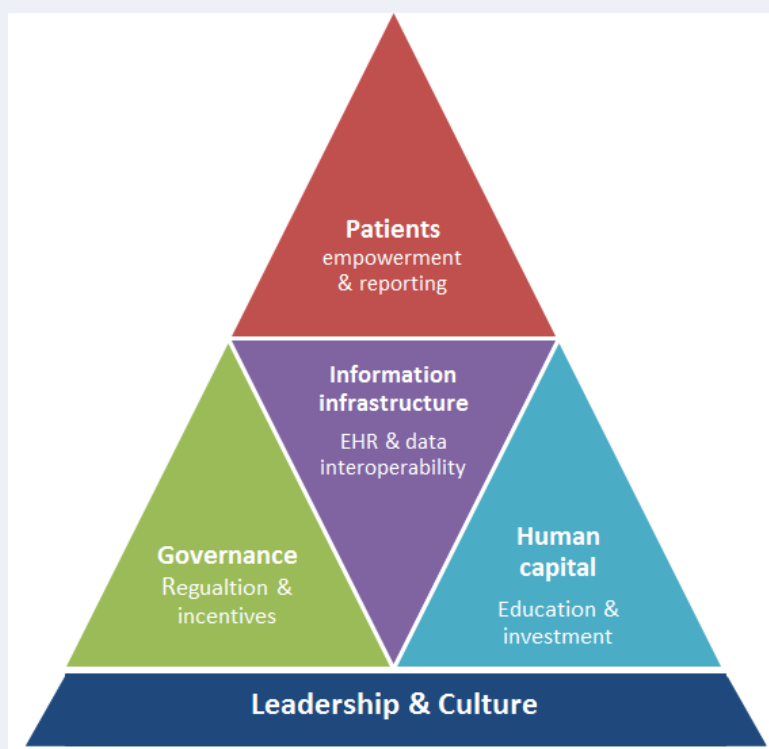 Patients
empowerment
& reporting
Information
infrastructure
EHR & data
interoperability
Governance
Regualtion &
incentives
Human
capital
Education &
investment
Leadership & Culture